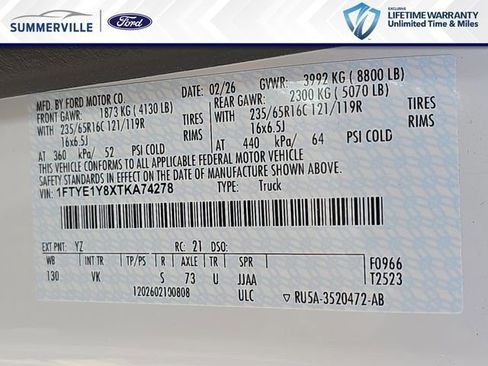 SUMMERVILLE
Ford
EXCLUSIVE
LIFETIME WARRANTY
Unlimited Time & Miles
MFD. BY FORD MOTOR CO.
DATE: 02/26 GVWR: 3992 KG ( 8800 LB)
FRONT GAWR: 1873 KG ( 4130 LB) REAR GAWR: 2300 KG ( 5070 LB)
WITH WITH
235/65R16C 121/119R TIRES 235/65R16C 121/119R TIRES
16x6.5J RIMS 16x6.5J RIMS
AT 360 kPa/ 52 PSI COLD AT 440 kPa/ 64 PSI COLD
THIS VEHICLE CONFORMS TO ALL APPLICABLE FEDERAL MOTOR VEHICLE
SAFETY STANDARDS IN EFFECT ON THE DATE OF MANUFACTURE SHOWN ABOVE.
VIN: 1FTYE1Y8XTKA74278 TYPE: Truck
EXT PNT: YZ RC: 21 DSO:
WB INT TR TP/PS R AXLE TR SPR F0966
130 VK S 73 U JJAA T2523
1202602100808 ULC RU5A-3520472-AB